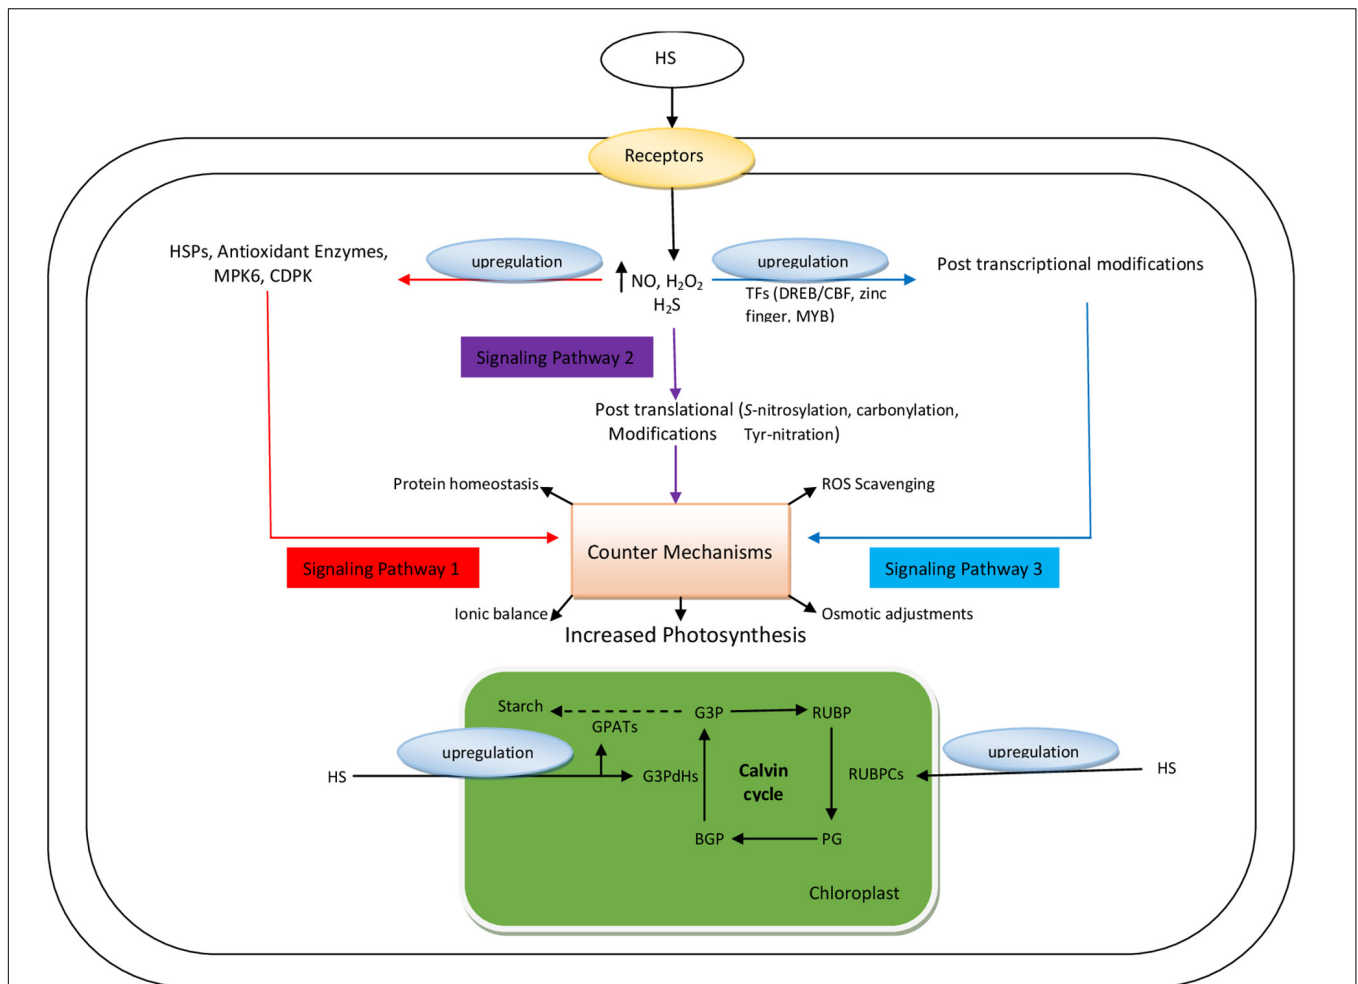 HS
Receptors
HSPs, Antioxidant Enzymes,
MPK6, CDPK
upregulation
NO, H₂O₂
H₂S
upregulation
TFs (DREB/CBF, zinc
finger, MYB)
Post transcriptional modifications
Signaling Pathway 2
Post translational (S-nitrosylation, carbonylation,
Modifications Tyr-nitration)
Protein homeostasis
ROS Scavenging
Counter Mechanisms
Signaling Pathway 1
Signaling Pathway 3
Ionic balance
Osmotic adjustments
Increased Photosynthesis
Starch
G3P
RUBP
GPATs
upregulation
upregulation
HS
G3PdHs
Calvin
cycle
RUBPCs
HS
BGP
PG
Chloroplast